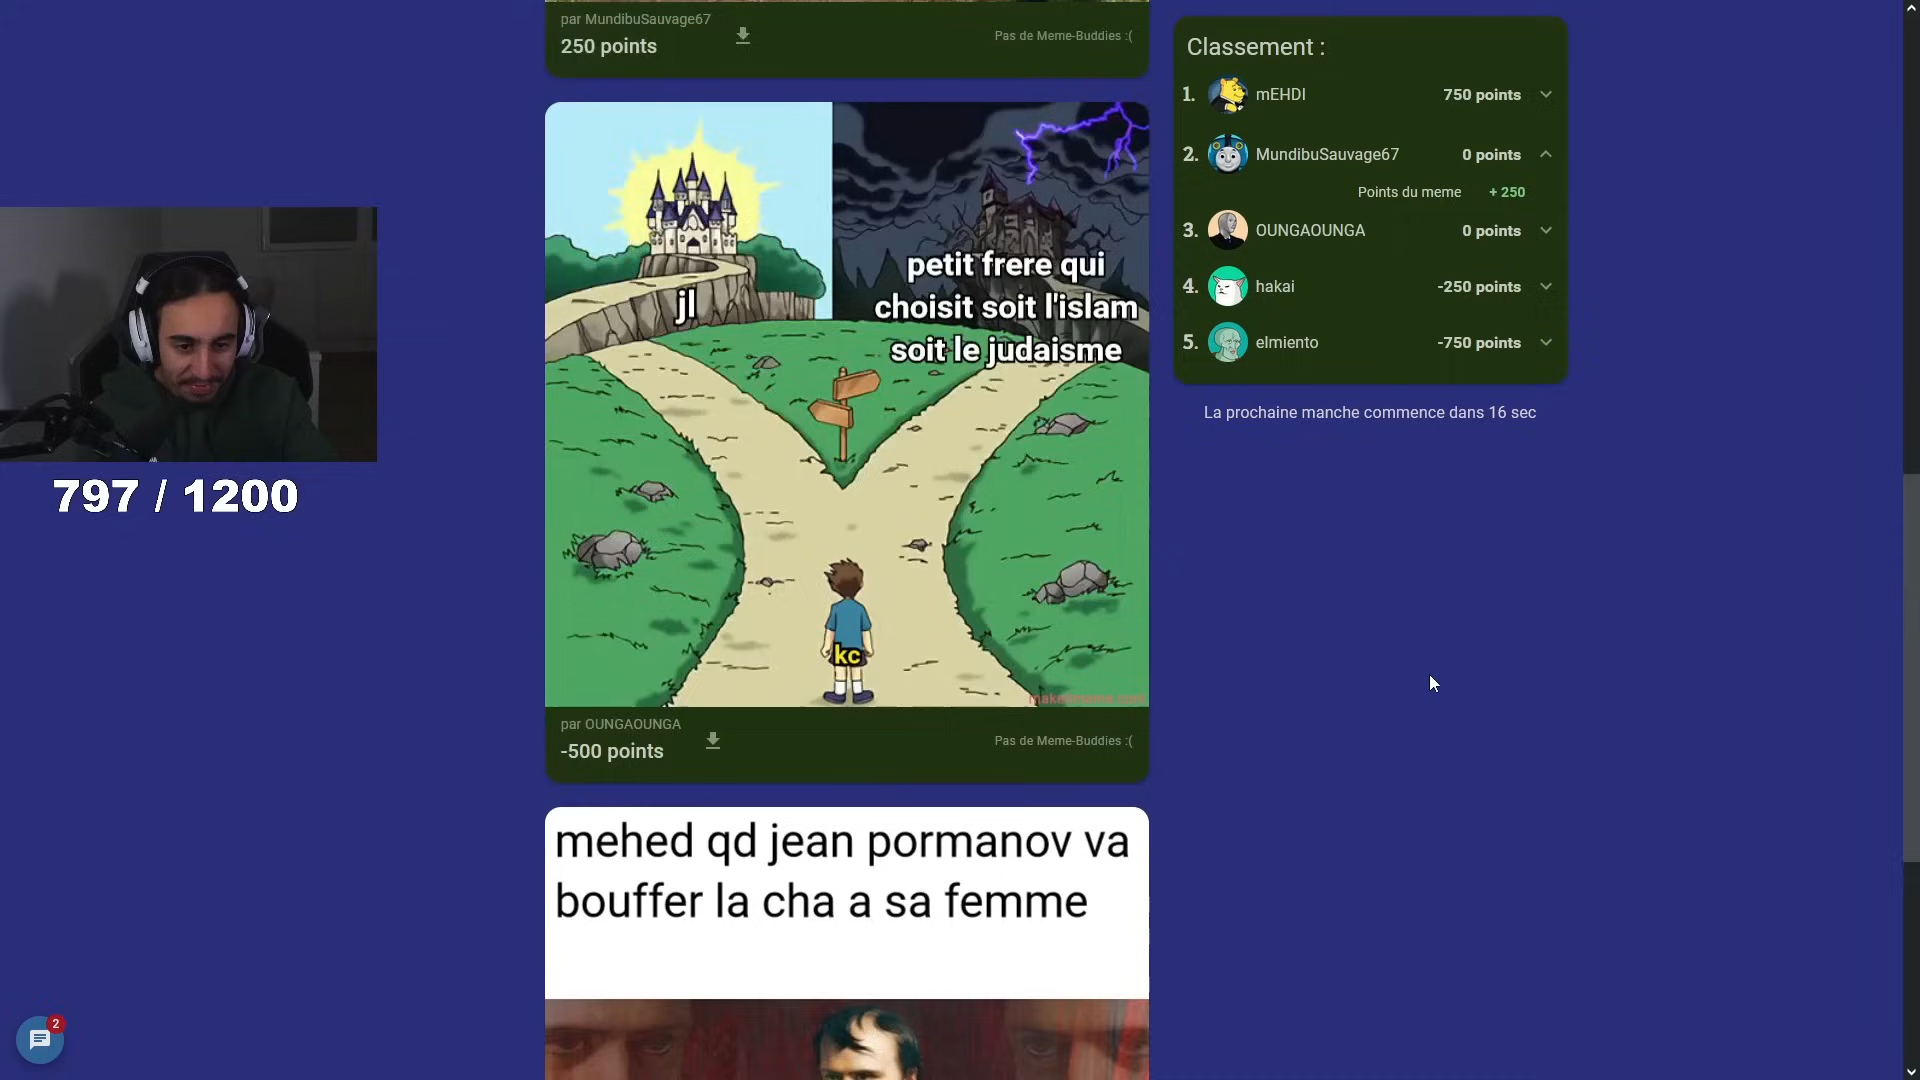 par MundibuSauvage67
250 points
Pas de Meme-Buddies :(
jl
petit frere qui
choisit soit l'islam
soit le judaisme
kc
par OUNGAOUNGA
-500 points
Pas de Meme-Buddies :(
mehed qd jean pormanov va
bouffer la cha a sa femme
Classement :
1. mEHDI 750 points
2. MundibuSauvage67 0 points
Points du meme + 250
3. OUNGAOUNGA 0 points
4. hakai -250 points
5. elmiento -750 points
La prochaine manche commence dans 16 sec
797 / 1200
2